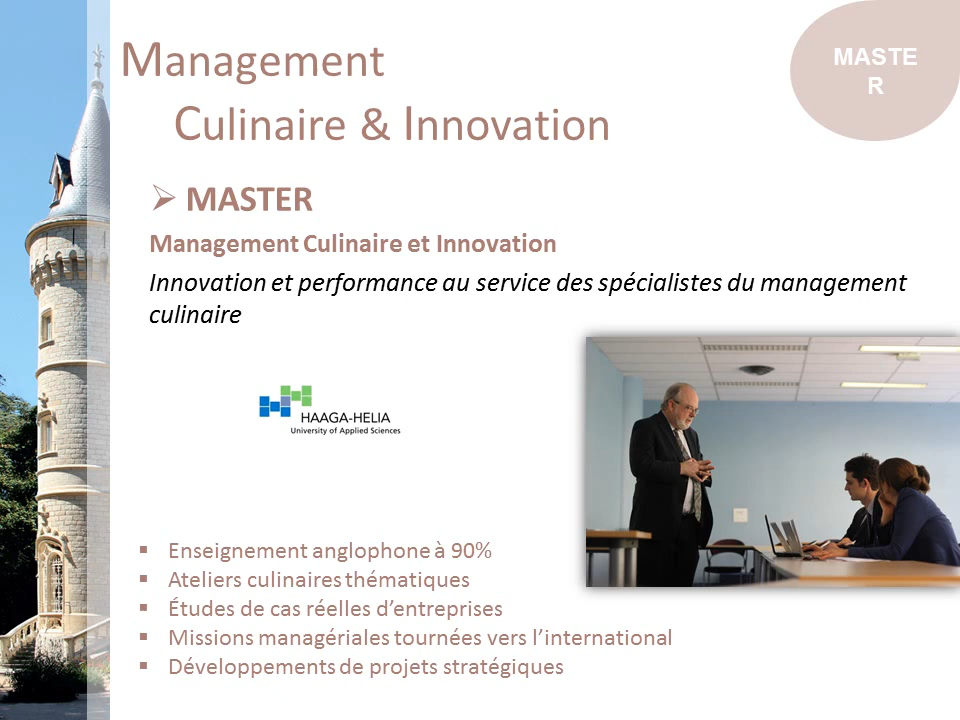 Management
Culinaire & Innovation
MASTE
R
➢ MASTER
Management Culinaire et Innovation
Innovation et performance au service des spécialistes du management
culinaire
HAAGA-HELIA
University of Applied Sciences
▪ Enseignement anglophone à 90%
▪ Ateliers culinaires thématiques
▪ Études de cas réelles d’entreprises
▪ Missions managériales tournées vers l’international
▪ Développements de projets stratégiques